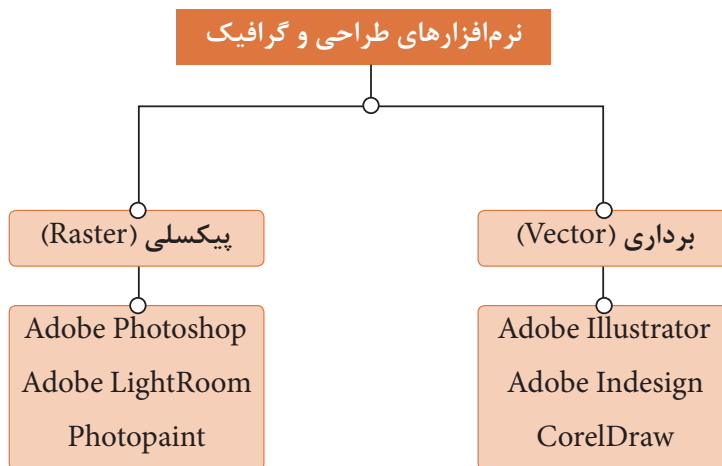 نرم‌افزارهای طراحی و گرافیک
برداری (Vector)
Adobe Illustrator
Adobe Indesign
CorelDraw
پیکسلی (Raster)
Adobe Photoshop
Adobe LightRoom
Photopaint